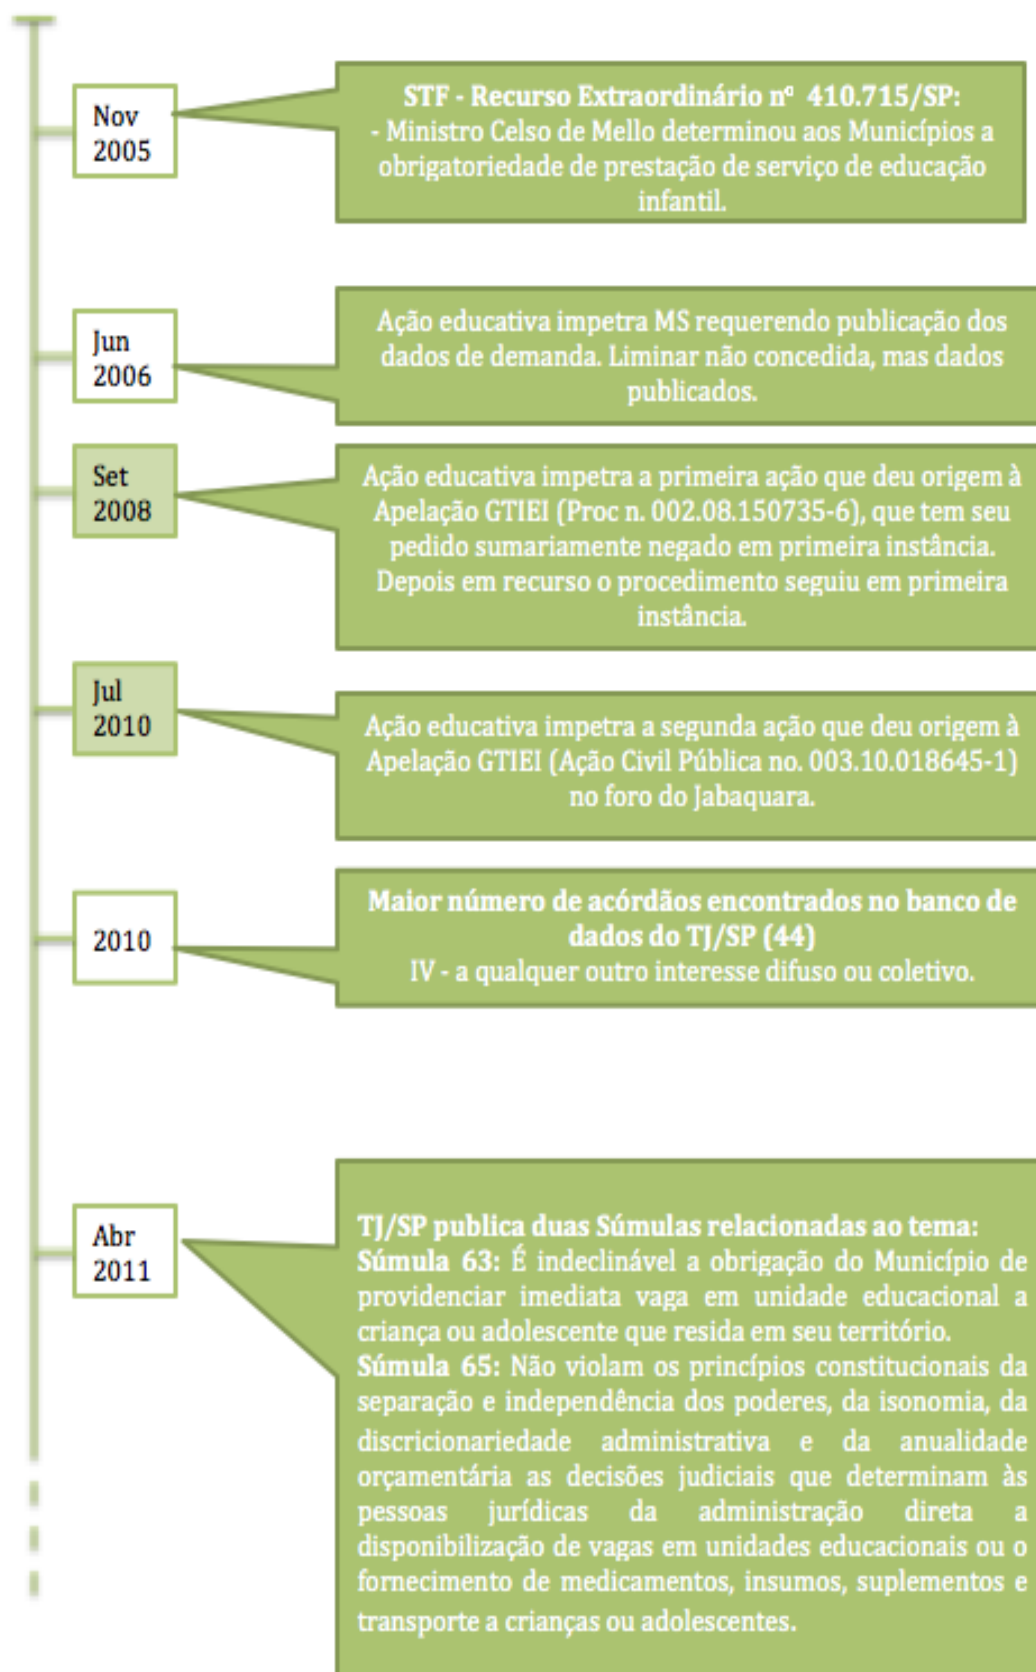 Nov
2005
STF - Recurso Extraordinário nº 410.715/SP:
- Ministro Celso de Mello determinou aos Municípios a
obrigatoriedade de prestação de serviço de educação
infantil.
Jun
2006
Ação educativa impetra MS requerendo publicação dos
dados de demanda. Liminar não concedida, mas dados
publicados.
Set
2008
Ação educativa impetra a primeira ação que deu origem à
Apelação GTIEI (Proc n. 002.08.150735-6), que tem seu
pedido sumariamente negado em primeira instância.
Depois em recurso o procedimento seguiu em primeira
instância.
Jul
2010
Ação educativa impetra a segunda ação que deu origem à
Apelação GTIEI (Ação Civil Pública no. 003.10.018645-1)
no foro do Jabaquara.
2010
Maior número de acórdãos encontrados no banco de
dados do TJ/SP (44)
IV - a qualquer outro interesse difuso ou coletivo.
Abr
2011
TJ/SP publica duas Súmulas relacionadas ao tema:
Súmula 63: É indeclinável a obrigação do Município de
providenciar imediata vaga em unidade educacional a
criança ou adolescente que resida em seu território.
Súmula 65: Não violam os princípios constitucionais da
separação e independência dos poderes, da isonomia, da
discricionariedade administrativa e da anualidade
orçamentária as decisões judiciais que determinam às
pessoas jurídicas da administração direta a
disponibilização de vagas em unidades educacionais ou o
fornecimento de medicamentos, insumos, suplementos e
transporte a crianças ou adolescentes.